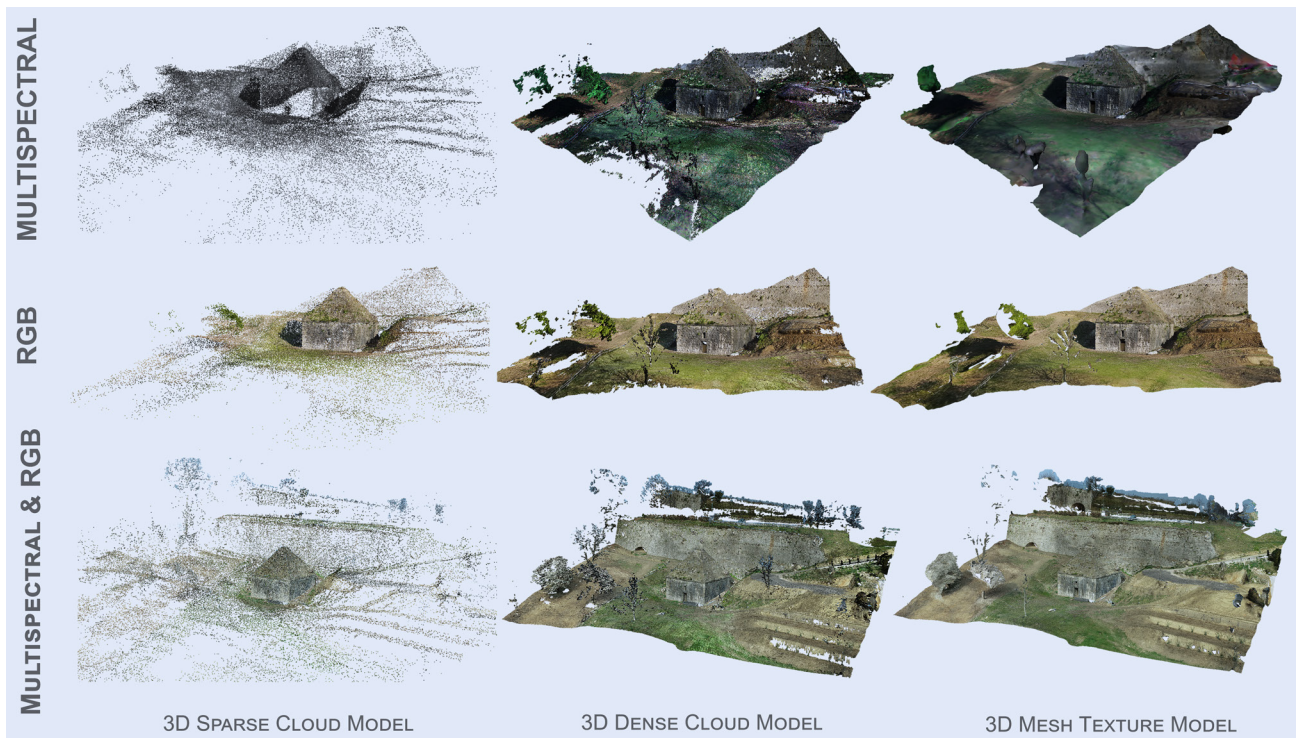 MULTISPECTRAL
RGB
MULTISPECTRAL & RGB
3D SPARSE CLOUD MODEL
3D DENSE CLOUD MODEL
3D MESH TEXTURE MODEL